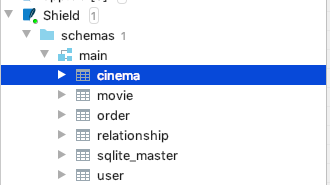 Shield 1
schemas 1
main
cinema
movie
order
relationship
sqlite_master
user